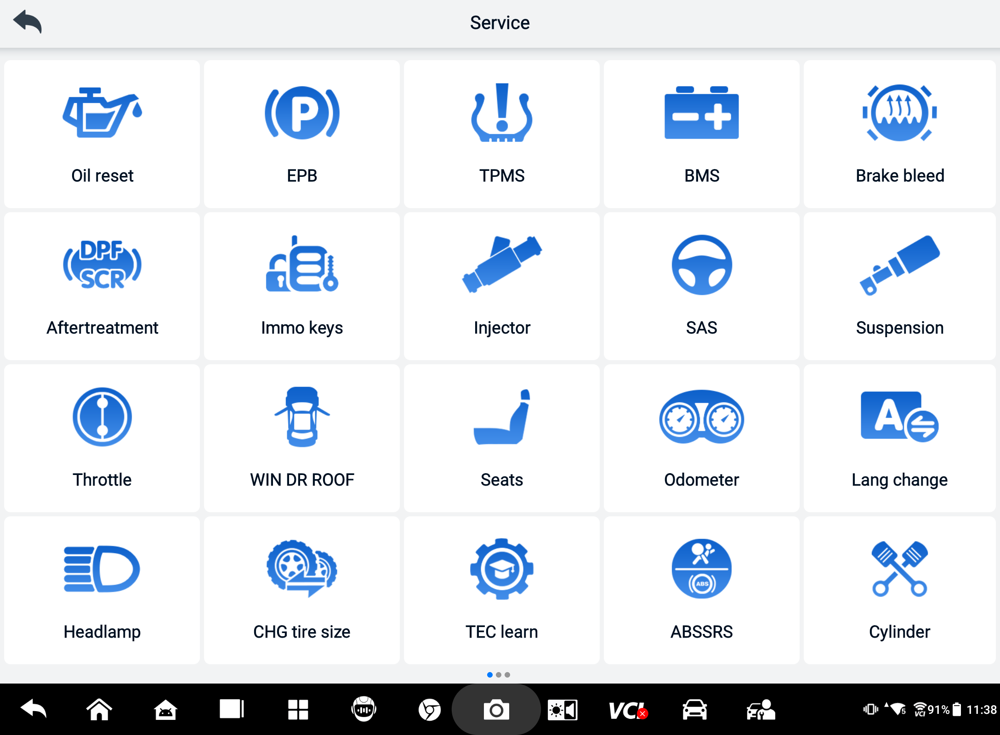 Service
Oil reset
P
EPB
TPMS
BMS
Brake bleed
DPF
SCR
Aftertreatment
Immo keys
Injector
SAS
Suspension
Throttle
WIN DR ROOF
Seats
Odometer
A
Lang change
Headlamp
CHG tire size
TEC learn
ABS
ABSSRS
Cylinder
VCI
5
VCI
91%
11:38